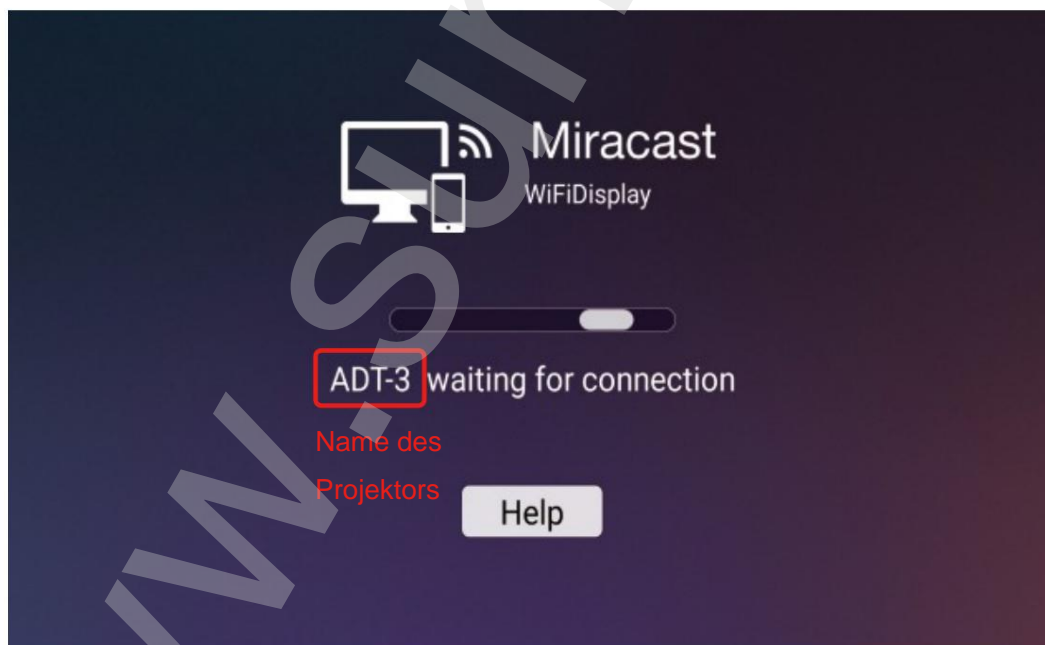 Miracast
WiFiDisplay
ADT-3 waiting for connection
Name des
Projektors
Help